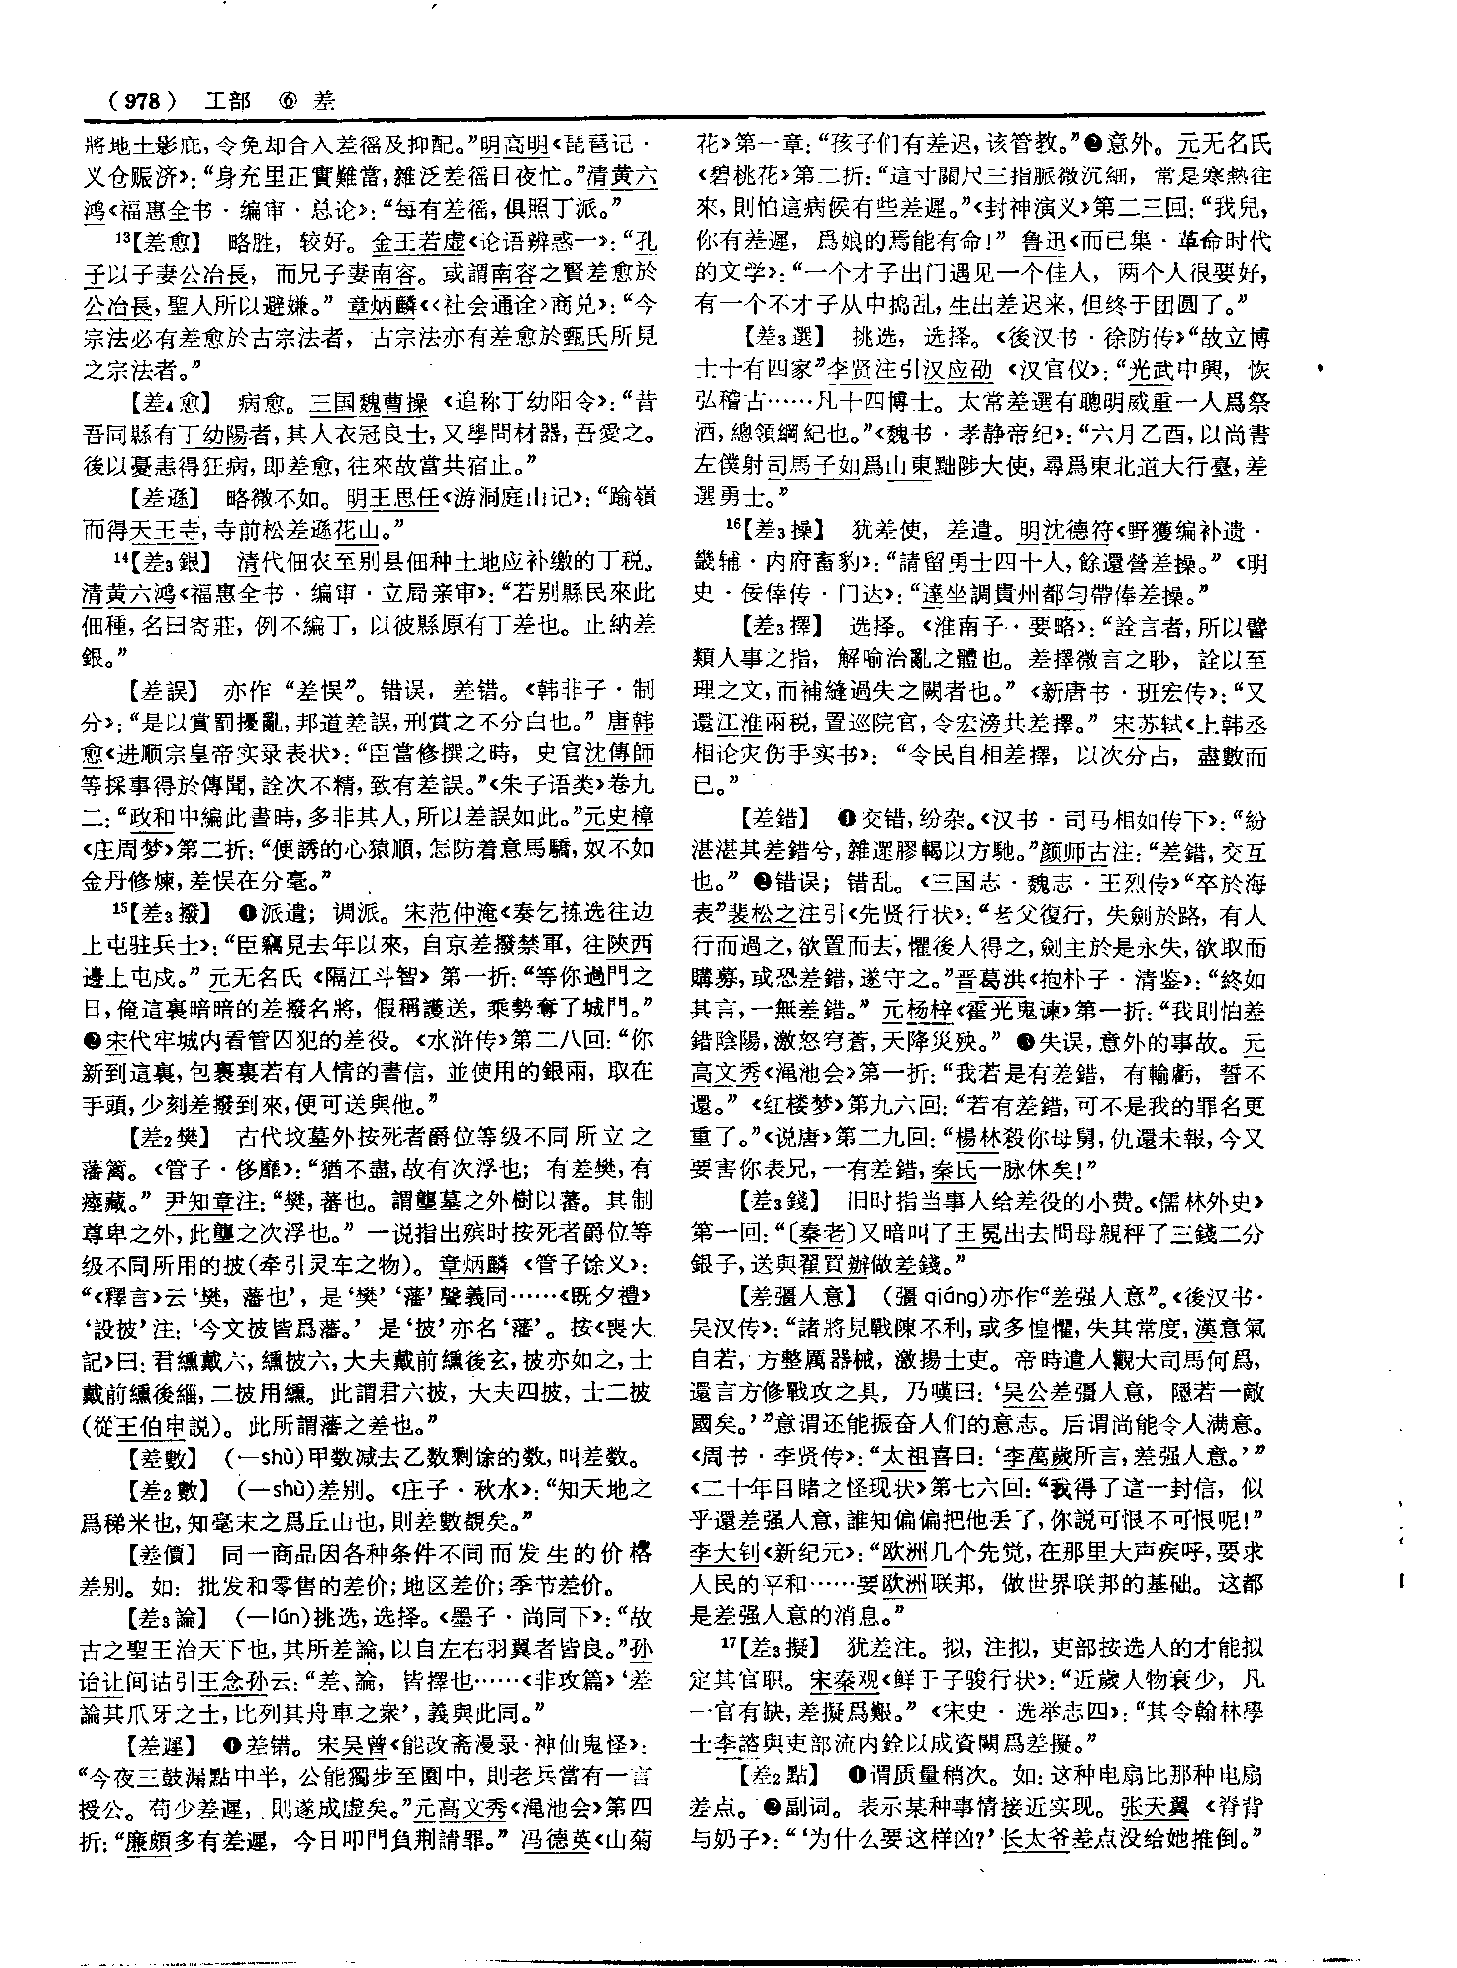 （978） 工部 ⑥ 差
將地土影庇，令免却合入差徭及抑配。”明高明《琵琶记·
义仓赈济》：“身充里正實難當，雜泛差徭日夜忙。”清黄六
鸿《福惠全书·编审·总论》：“每有差徭，俱照丁派。”
13【差愈】 略胜，较好。金王若虚《论语辨惑一》：“孔
子以子妻公冶長，而兄子妻南容。或謂南容之賢差愈於
公冶長，聖人所以避嫌。”章炳麟《〈社会通诠〉商兑》：“今
宗法必有差愈於古宗法者，古宗法亦有差愈於甄氏所見
之宗法者。”
【差4愈】 病愈。三国魏曹操《追称丁幼阳令》：“昔
吾同縣有丁幼陽者，其人衣冠良士，又學問材器，吾愛之。
後以憂恚得狂病，即差愈，往來故當共宿止。”
【差遜】 略微不如。明王思任《游洞庭山记》：“踰嶺
而得天王寺，寺前松差遜花山。”
14【差3銀】 清代佃农至别县佃种土地应补缴的丁税。
清黄六鸿《福惠全书·编审·立局亲审》：“若别縣民來此
佃種，名曰寄莊，例不編丁，以彼縣原有丁差也。止納差
銀。”
【差誤】 亦作“差悞”。错误，差错。《韩非子·制
分》：“是以賞罰擾亂，邦道差誤，刑賞之不分白也。”唐韩
愈《进顺宗皇帝实录表状》：“臣當修撰之時，史官沈傳師
等採事得於傳聞，詮次不精，致有差誤。”《朱子语类》卷九
二：“政和中編此書時，多非其人，所以差誤如此。”元史樟
《庄周梦》第二折：“便誘的心猿順，怎防着意馬驕，奴不如
金丹修煉，差悞在分毫。”
15【差3撥】 ❶派遣；调派。宋范仲淹《奏乞拣选往边
上屯驻兵士》：“臣竊見去年以來，自京差撥禁軍，往陝西
邊上屯戍。”元无名氏《隔江斗智》第一折：“等你過門之
日，俺這裏暗暗的差撥名將，假稱護送，乘勢奪了城門。”
❷宋代牢城内看管囚犯的差役。《水浒传》第二八回：“你
新到這裏，包裹裏若有人情的書信，並使用的銀兩，取在
手頭，少刻差撥到來，便可送與他。”
【差2樊】 古代坟墓外按死者爵位等级不同所立之
藩篱。《管子·侈靡》：“猶不盡，故有次浮也；有差樊，有
瘞藏。”尹知章注：“樊，蕃也。謂壟墓之外樹以蕃。其制
尊卑之外，此壟之次浮也。”一说指出殡时按死者爵位等
级不同所用的披（牵引灵车之物）。章炳麟《管子馀义》：
“《釋言》云‘樊，藩也’，是‘樊’‘藩’聲義同……《既夕禮》
‘設披’注：‘今文披皆爲藩。’是‘披’亦名‘藩’。按《喪大
記》曰：君纁戴六，纁披六，大夫戴前纁後玄，披亦如之，士
戴前纁後緇，二披用纁。此謂君六披，大夫四披，士二披
（從王伯申説）。此所謂藩之差也。”
【差數】 （—shù）甲数减去乙数剩馀的数，叫差数。
【差2數】 （—shù）差别。《庄子·秋水》：“知天地之
爲稊米也，知毫末之爲丘山也，則差數覩矣。”
【差價】 同一商品因各种条件不同而发生的价格
差别。如：批发和零售的差价；地区差价；季节差价。
【差3論】 （—lún）挑选，选择。《墨子·尚同下》：“故
古之聖王治天下也，其所差論，以自左右羽翼者皆良。”孙
诒让间诂引王念孙云：“差、論，皆擇也……《非攻篇》‘差
論其爪牙之士，比列其舟車之衆’，義與此同。”
【差遲】 ❶差错。宋吴曾《能改斋漫录·神仙鬼怪》：
“今夜三鼓漏點中半，公能獨步至園中，則老兵當有一言
授公。苟少差遲，則遂成虛矣。”元高文秀《渑池会》第四
折：“廉頗多有差遲，今日叩門負荆請罪。”冯德英《山菊
花》第一章：“孩子们有差迟，该管教。”❷意外。元无名氏
《碧桃花》第二折：“這寸關尺三指脈微沉細，常是寒熱往
來，則怕這病候有些差遲。”《封神演义》第二三回：“我兒，
你有差遲，爲娘的焉能有命！”鲁迅《而已集·革命时代
的文学》：“一个才子出门遇见一个佳人，两个人很要好，
有一个不才子从中捣乱，生出差迟来，但终于团圆了。”
【差3選】 挑选，选择。《後汉书·徐防传》“故立博
士十有四家”李贤注引汉应劭《汉官仪》：“光武中興，恢
弘稽古……凡十四博士。太常差選有聰明威重一人爲祭
酒，總領綱紀也。”《魏书·孝静帝纪》：“六月乙酉，以尚書
左僕射司馬子如爲山東黜陟大使，尋爲東北道大行臺，差
選勇士。”
16【差3操】 犹差使，差遣。明沈德符《野獲编补遗·
畿辅·内府畜豹》：“請留勇士四十人，餘還營差操。”《明
史·佞倖传·门达》：“逹坐調貴州都匀帶俸差操。”
【差3擇】 选择。《淮南子·要略》：“詮言者，所以譬
類人事之指，解喻治亂之體也。差擇微言之眇，詮以至
理之文，而補縫過失之闕者也。”《新唐书·班宏传》：“又
還江淮兩税，置巡院官，令宏滂共差擇。”宋苏轼《上韩丞
相论灾伤手实书》：“令民自相差擇，以次分占，盡數而
已。”
【差錯】 ❶交错，纷杂。《汉书·司马相如传下》：“紛
湛湛其差錯兮，雜遝膠輵以方馳。”颜师古注：“差錯，交互
也。”❷错误；错乱。《三国志·魏志·王烈传》“卒於海
表”裴松之注引《先贤行状》：“老父復行，失劍於路，有人
行而遇之，欲置而去，懼後人得之，劍主於是永失，欲取而
購募，或恐差錯，遂守之。”晋葛洪《抱朴子·清鉴》：“終如
其言，一無差錯。”元杨梓《霍光鬼谏》第一折：“我則怕差
錯陰陽，激怒穹蒼，天降災殃。”❸失误，意外的事故。元
高文秀《渑池会》第一折：“我若是有差錯，有輸虧，誓不
還。”《红楼梦》第九六回：“若有差錯，可不是我的罪名更
重了。”《说唐》第二九回：“楊林殺你母舅，仇還未報，今又
要害你表兄，一有差錯，秦氏一脉休矣！”
【差3錢】 旧时指当事人给差役的小费。《儒林外史》
第一回：“〔秦老〕又暗叫了王冕出去問母親秤了三錢二分
銀子，送與翟買辦做差錢。”
【差彊人意】 （彊qiáng）亦作“差强人意”。《後汉书·
吴汉传》：“諸將見戰陳不利，或多惶懼，失其常度，漢意氣
自若，方整厲器械，激揚士吏。帝時遣人觀大司馬何爲，
還言方修戰攻之具，乃嘆曰：‘吴公差彊人意，隱若一敵
國矣。’”意谓还能振奋人们的意志。后谓尚能令人满意。
《周书·李贤传》：“太祖喜曰：‘李萬歲所言，差强人意。’”
《二十年目睹之怪现状》第七六回：“我得了這一封信，似
乎還差强人意，誰知偏偏把他丢了，你説可恨不可恨呢！”
李大钊《新纪元》：“欧洲几个先觉，在那里大声疾呼，要求
人民的平和……要欧洲联邦，做世界联邦的基础。这都
是差强人意的消息。”
17【差3擬】 犹差注。拟，注拟，吏部按选人的才能拟
定其官职。宋秦观《鲜于子骏行状》：“近歲人物衰少，凡
一官有缺，差擬爲艱。”《宋史·选举志四》：“其令翰林學
士李諮與吏部流内銓以成資闕爲差擬。”
【差2點】 ❶谓质量稍次。如：这种电扇比那种电扇
差点。❷副词。表示某种事情接近实现。张天翼《脊背
与奶子》：“‘为什么要这样凶？’长太爷差点没给她推倒。”